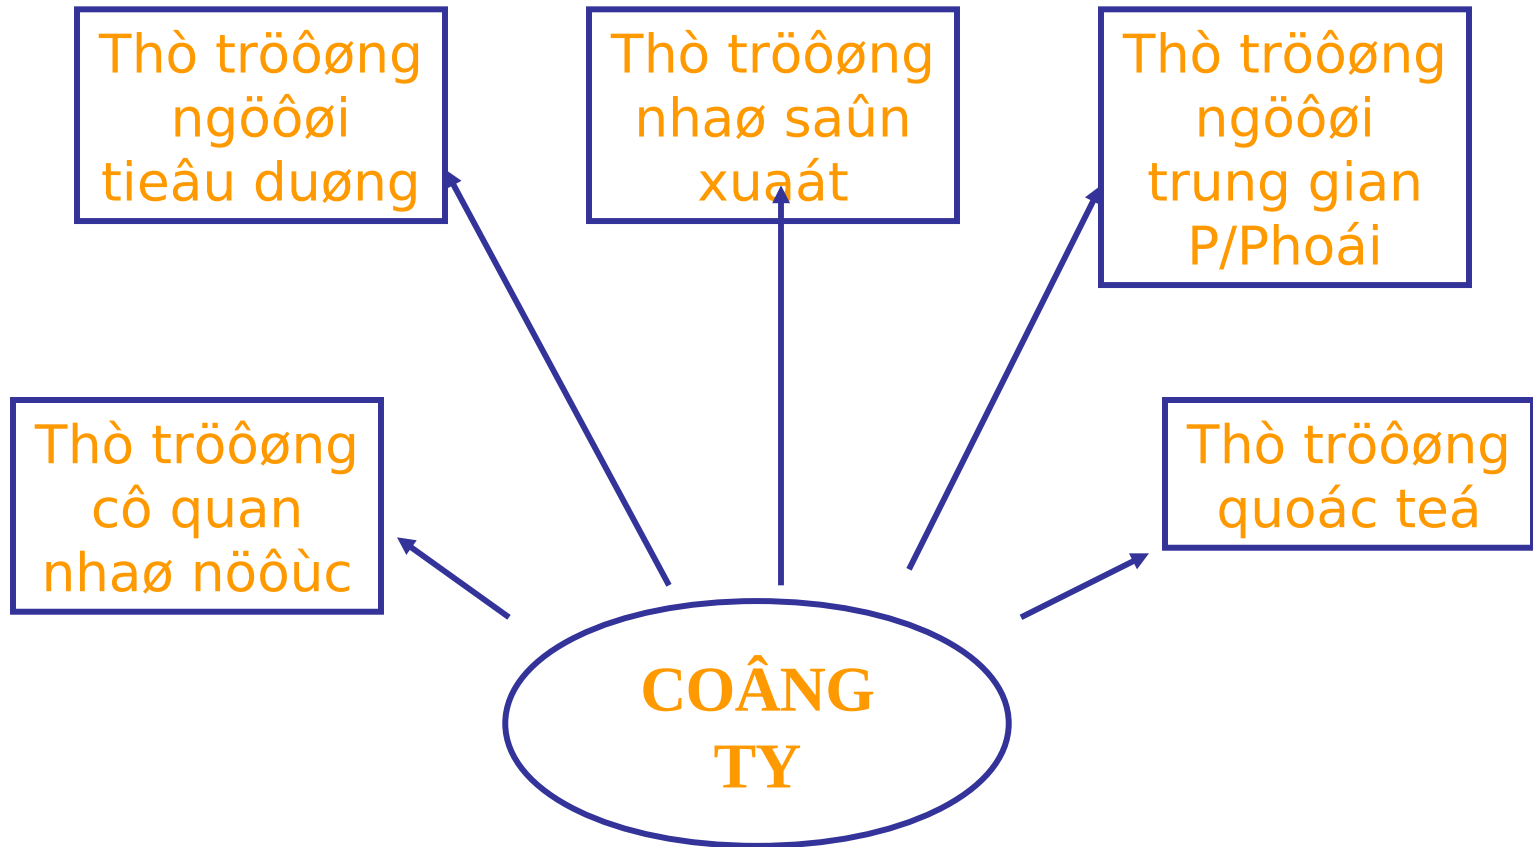 Thò tröôøng
ngöôøi
tieâu duøng
Thò tröôøng
nhaø saûn
xuaát
Thò tröôøng
ngöôøi
trung gian
P/Phoái
Thò tröôøng
cô quan
nhaø nöôùc
Thò tröôøng
quoác teá
COÂNG
TY